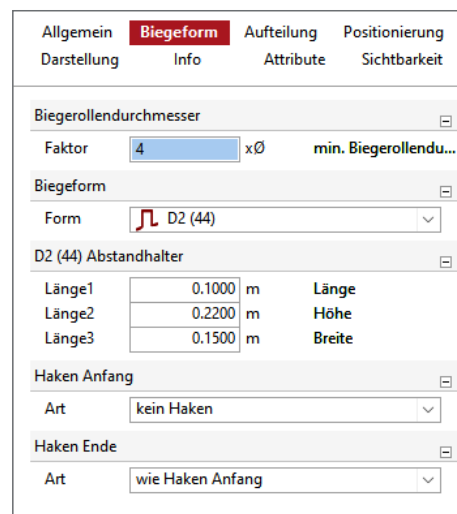 Allgemein Biegeform Aufteilung Positionierung
Darstellung Info Attribute Sichtbarkeit
Biegerollendurchmesser
Faktor 4 xØ min. Biegerollendu...
Biegeform
Form D2 (44)
D2 (44) Abstandhalter
Länge1 0.1000 m Länge
Länge2 0.2200 m Höhe
Länge3 0.1500 m Breite
Haken Anfang
Art kein Haken
Haken Ende
Art wie Haken Anfang